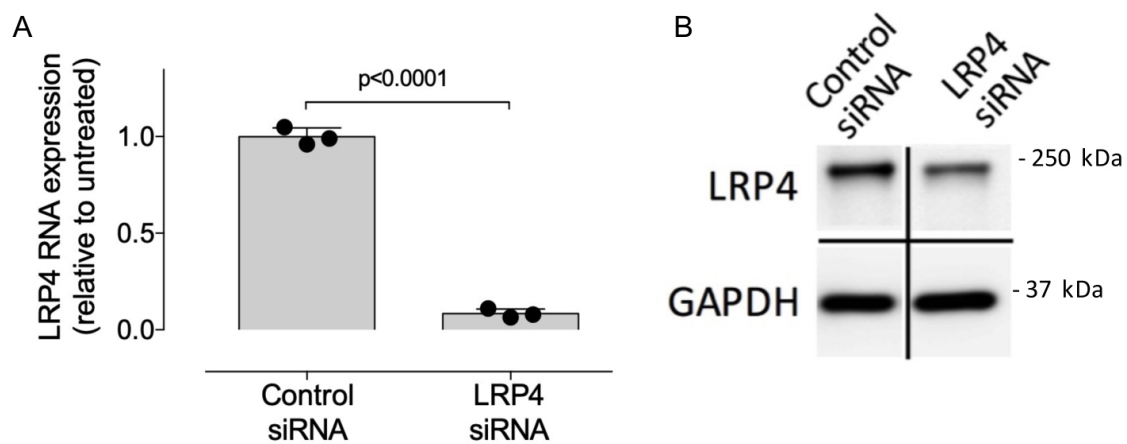 A
LRP4 RNA expression
(relative to untreated)
1.0
0.5
0.0
p<0.0001
Control
siRNA
LRP4
siRNA
B
Control
siRNA
LRP4
siRNA
LRP4
- 250 kDa
GAPDH
- 37 kDa